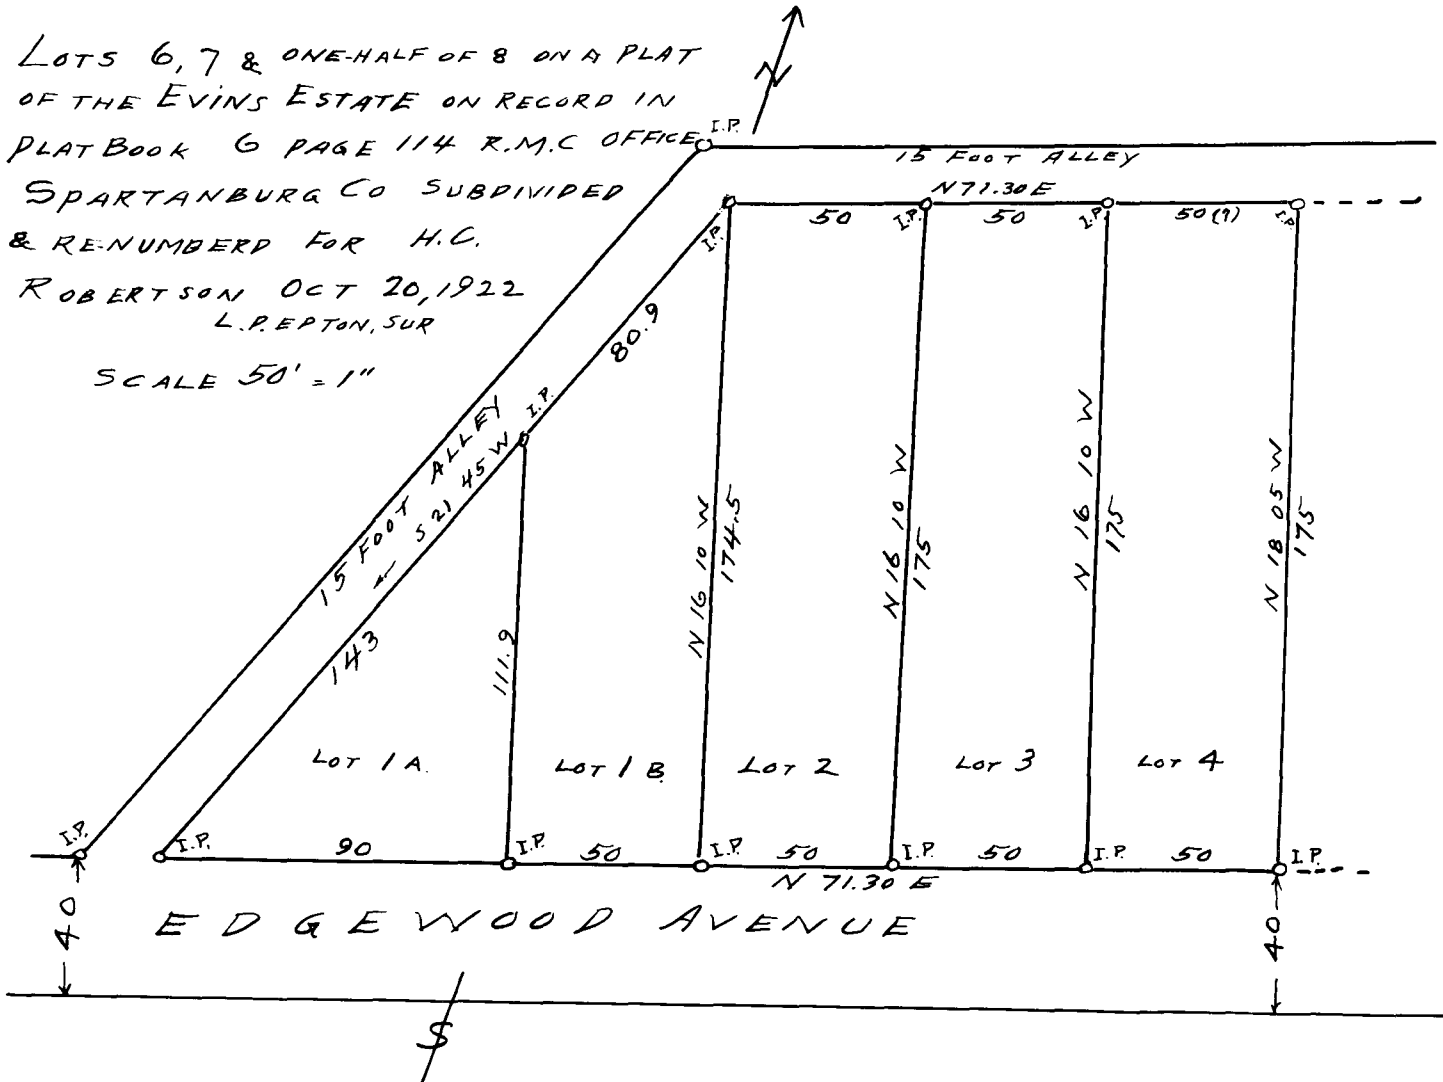 LOTS 6, 7 & ONE-HALF OF 8 ON A PLAT
OF THE EVINS ESTATE ON RECORD IN
PLAT BOOK 6 PAGE 114 R.M.C OFFICE
SPARTANBURG CO SUBDIVIDED
& RENUMBERD FOR H.C.
ROBERTSON OCT 20, 1922
L.P. EPTON, SUR
SCALE 50' = 1"
N
I.P.
15 FOOT ALLEY
N 71.30 E
50
50
50(?)
I.P.
I.P.
I.P.
I.P.
80.9
I.P.
15 FOOT ALLEY
S 21 45 W
143
111.9
N 16 10 W
174.5
N 16 10 W
175
N 16 10 W
175
N 18 05 W
175
LOT 1 A.
LOT 1 B.
LOT 2
LOT 3
LOT 4
I.P.
I.P.
90
I.P.
50
I.P.
50
I.P.
50
I.P.
50
I.P.
N 71.30 E
40
EDGEWOOD AVENUE
40
S